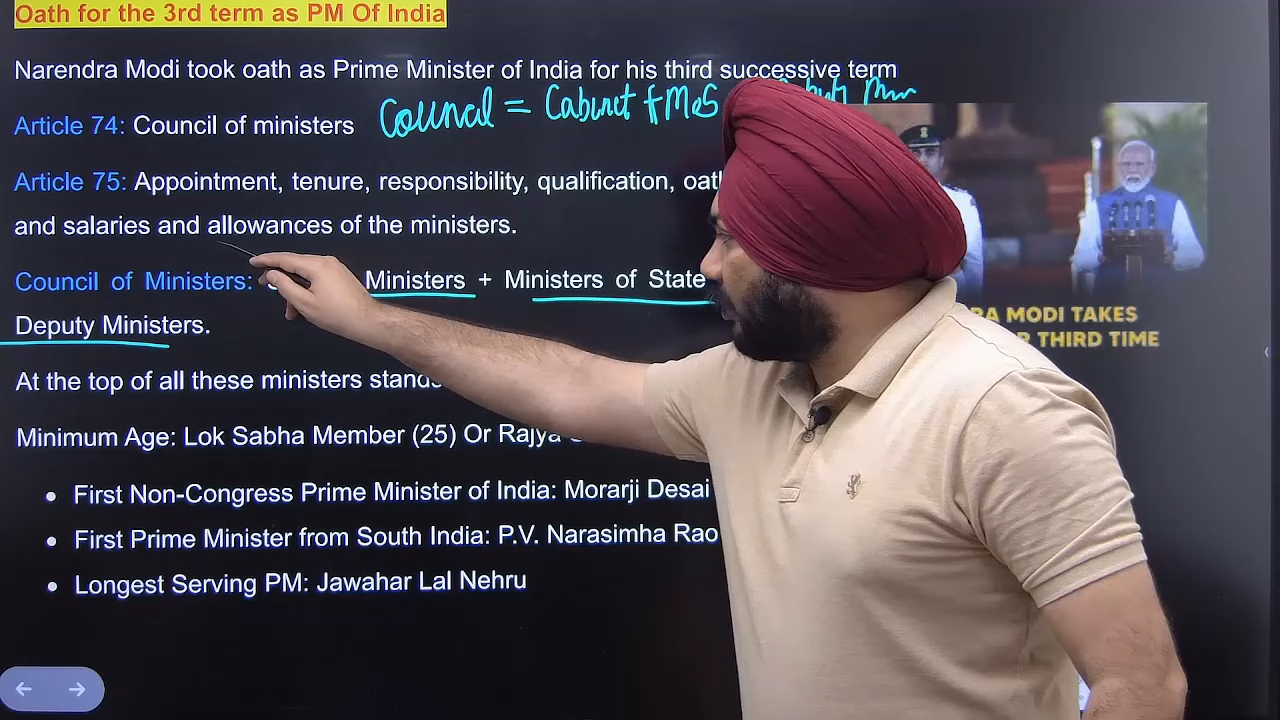 Oath for the 3rd term as PM Of India
Narendra Modi took oath as Prime Minister of India for his third successive term
Council = Cabinet + MoS
Article 74: Council of ministers
Article 75: Appointment, tenure, responsibility, qualification,
and salaries and allowances of the ministers.
Council of Ministers: Ministers + Ministers of State
Deputy Ministers.
MODI TAKES
THIRD TIME
At the top of all these ministers
Minimum Age: Lok Sabha Member (25) Or
First Non-Congress Prime Minister of India: Morarji Desai
First Prime Minister from South India: P.V. Narasimha Rao
Longest Serving PM: Jawahar Lal Nehru